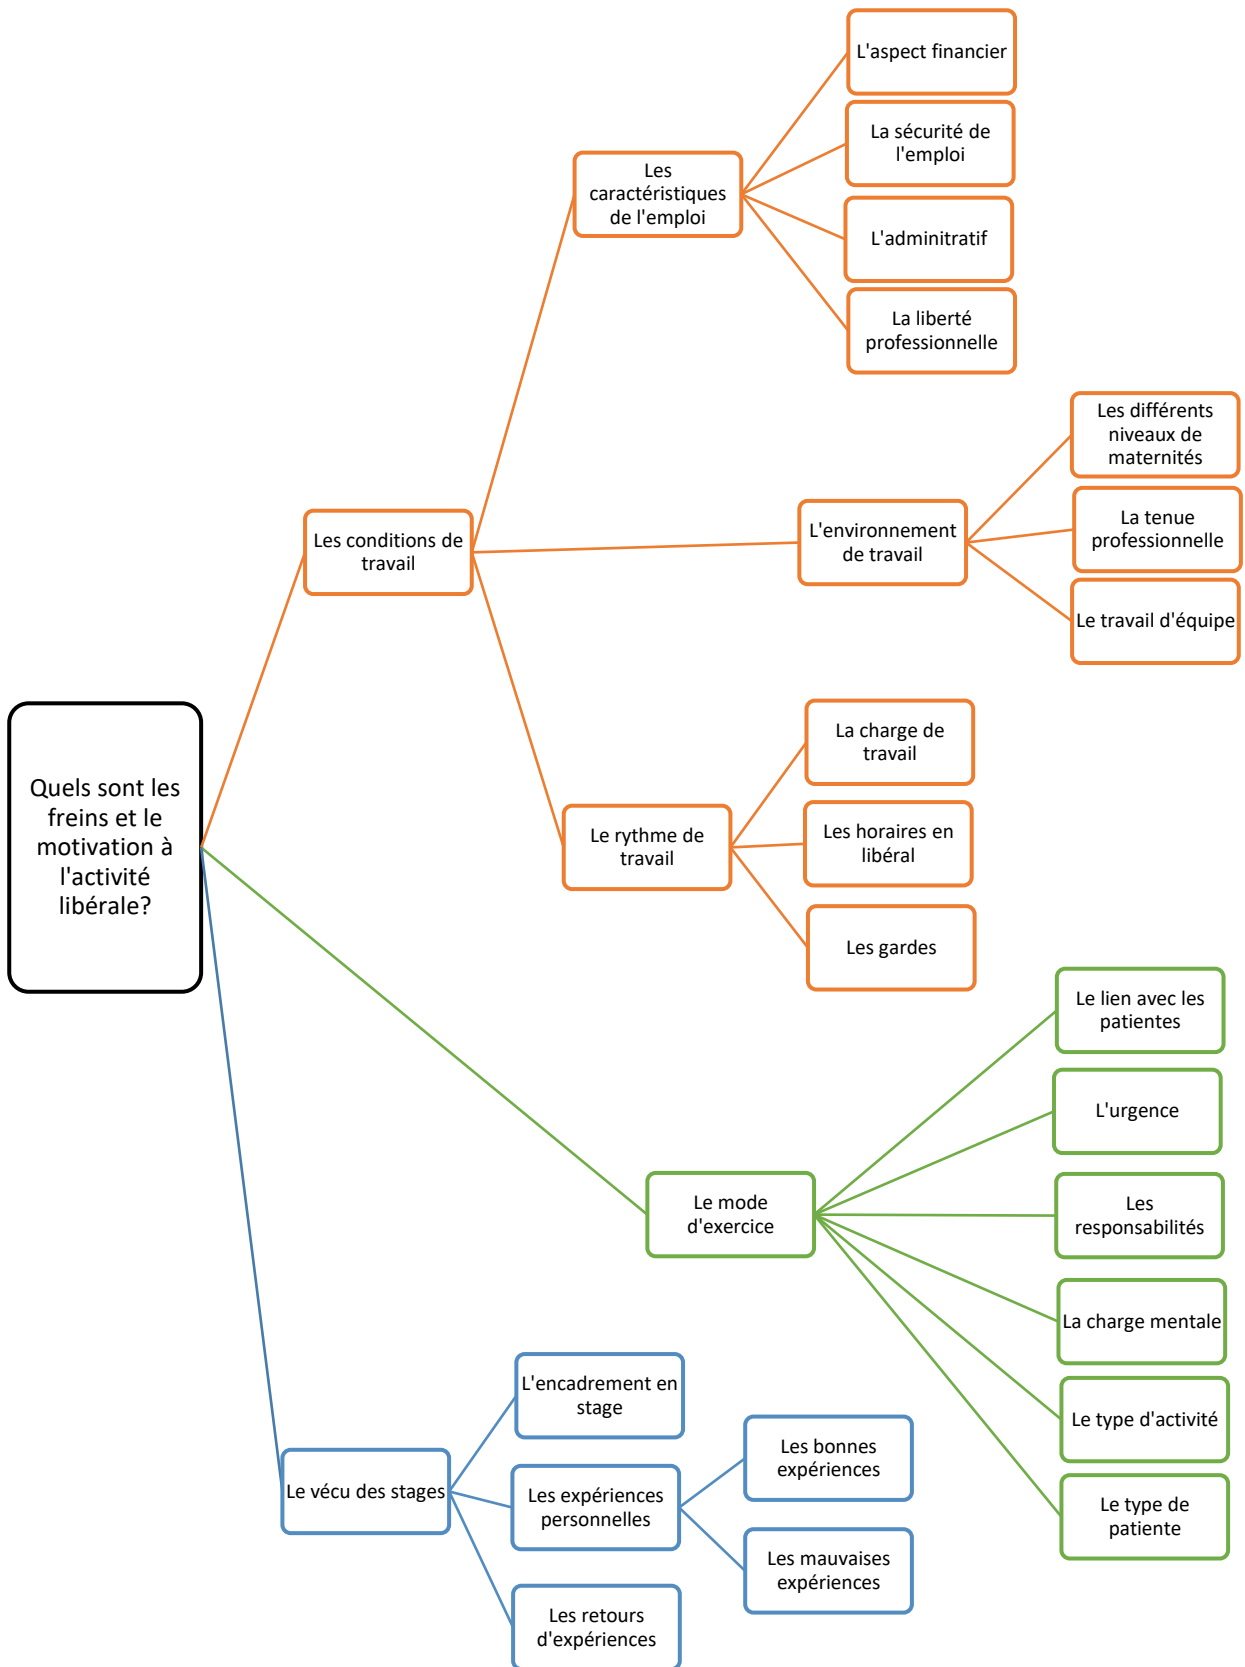 Quels sont les
freins et le
motivation à
l'activité
libérale?
Les conditions de
travail
Les
caractéristiques
de l'emploi
L'aspect financier
La sécurité de
l'emploi
L'adminitratif
La liberté
professionnelle
L'environnement
de travail
Les différents
niveaux de
maternités
La tenue
professionnelle
Le travail d'équipe
Le rythme de
travail
La charge de
travail
Les horaires en
libéral
Les gardes
Le mode
d'exercice
Le lien avec les
patientes
L'urgence
Les
responsabilités
La charge mentale
Le type d'activité
Le type de
patiente
Le vécu des stages
L'encadrement en
stage
Les expériences
personnelles
Les bonnes
expériences
Les mauvaises
expériences
Les retours
d'expériences